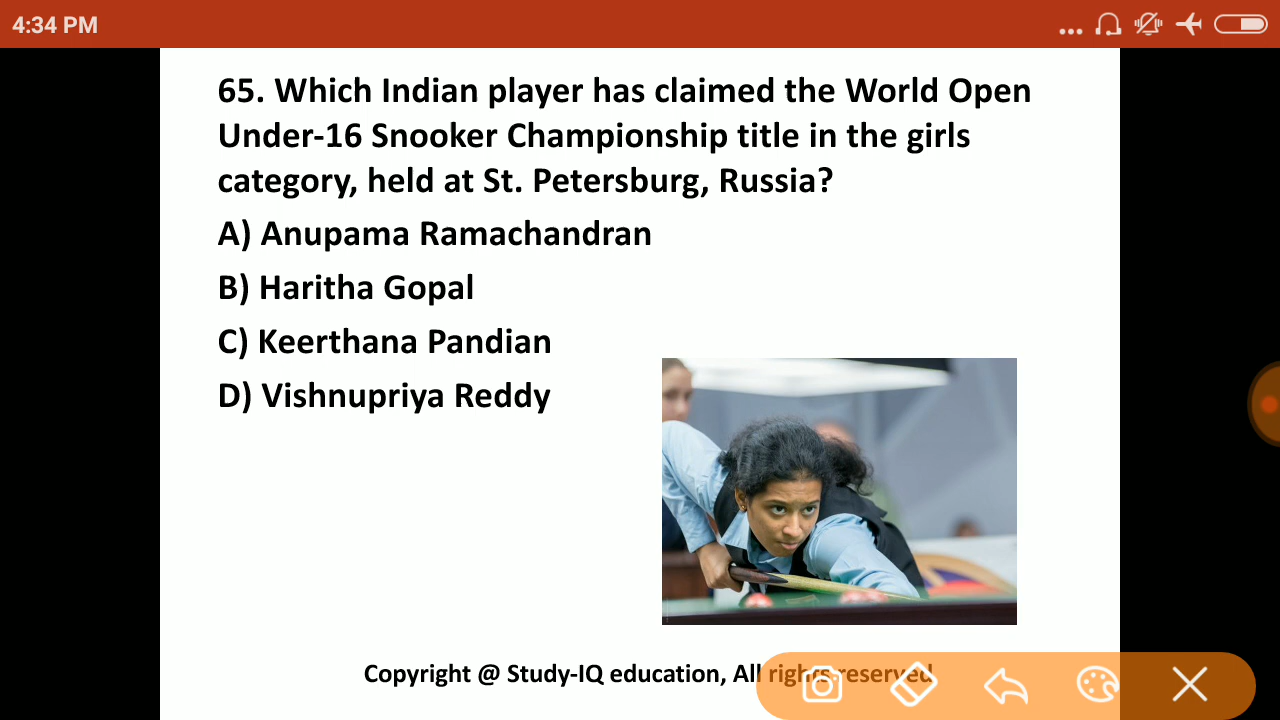 4:34 PM
65. Which Indian player has claimed the World Open
Under-16 Snooker Championship title in the girls
category, held at St. Petersburg, Russia?
A) Anupama Ramachandran
B) Haritha Gopal
C) Keerthana Pandian
D) Vishnupriya Reddy
Copyright @ Study-IQ education, All rights reserved